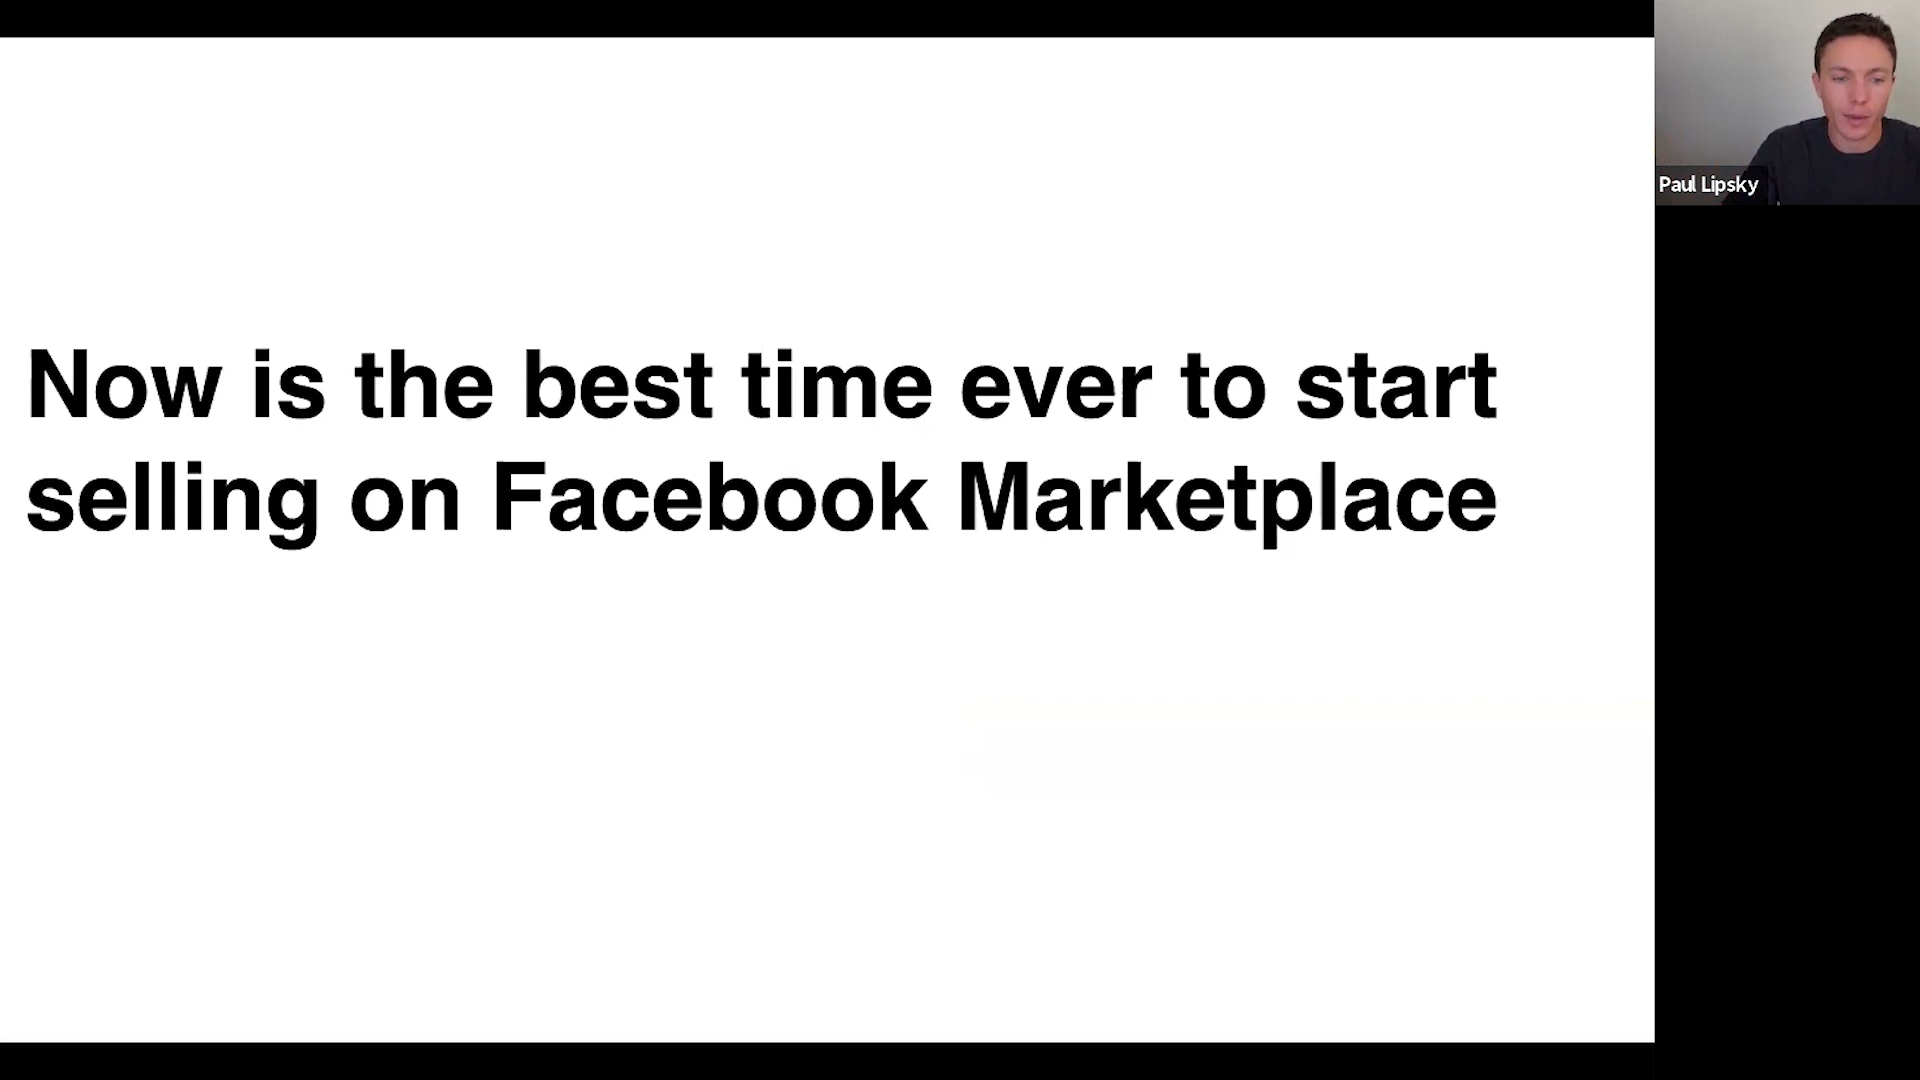 Now is the best time ever to start
selling on Facebook Marketplace
Paul Lipsky